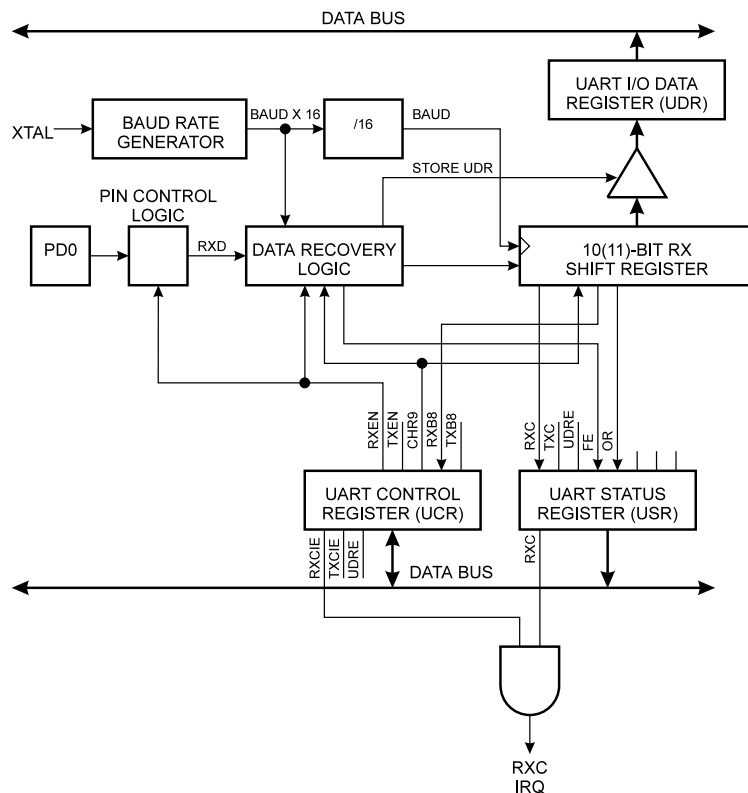 DATA BUS
UART I/O DATA
REGISTER (UDR)
XTAL
BAUD RATE
GENERATOR
BAUD X 16
/16
BAUD
STORE UDR
PIN CONTROL
LOGIC
PD0
RXD
DATA RECOVERY
LOGIC
10(11)-BIT RX
SHIFT REGISTER
RXEN
TXEN
CHR9
RXB8
TXB8
RXC
TXC
UDRE
FE
OR
UART CONTROL
REGISTER (UCR)
UART STATUS
REGISTER (USR)
RXCIE
TXCIE
UDRE
RXC
DATA BUS
RXC
IRQ